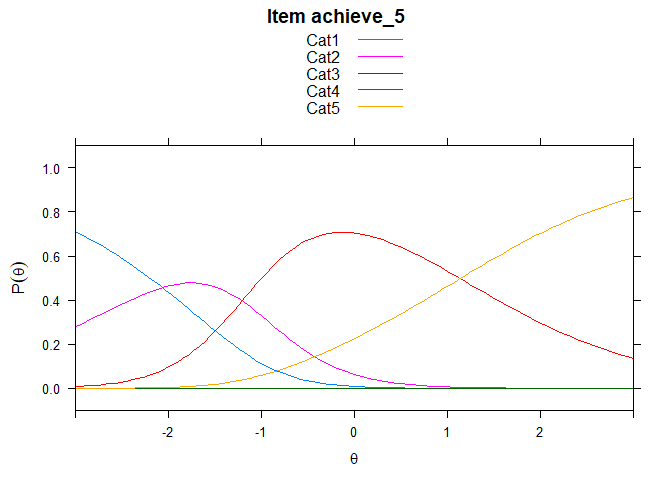 Item achieve_5
Cat1
Cat2
Cat3
Cat4
Cat5
1.0
0.8
0.6
0.4
0.2
0.0
P(θ)
-2 -1 0 1 2
θ